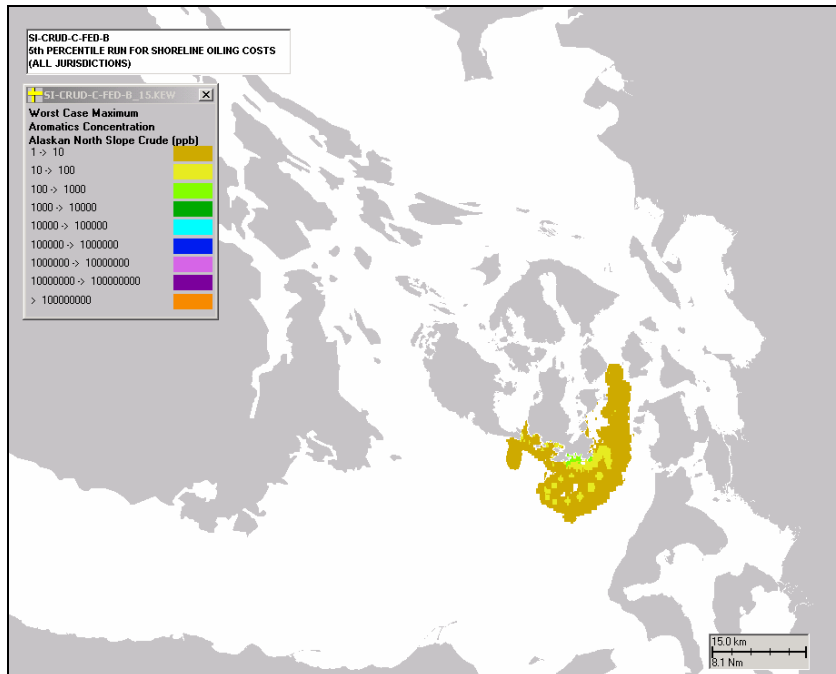 SI-CRUD-C-FED-B
5th PERCENTILE RUN FOR SHORELINE OILING COSTS
(ALL JURISDICTIONS)
SI-CRUD-C-FED-B_15.KEW
Worst Case Maximum
Aromatics Concentration
Alaskan North Slope Crude (ppb)
1 -> 10
10 -> 100
100 -> 1000
1000 -> 10000
10000 -> 100000
100000 -> 1000000
1000000 -> 10000000
10000000 -> 100000000
> 100000000
15.0 km
8.1 Nm